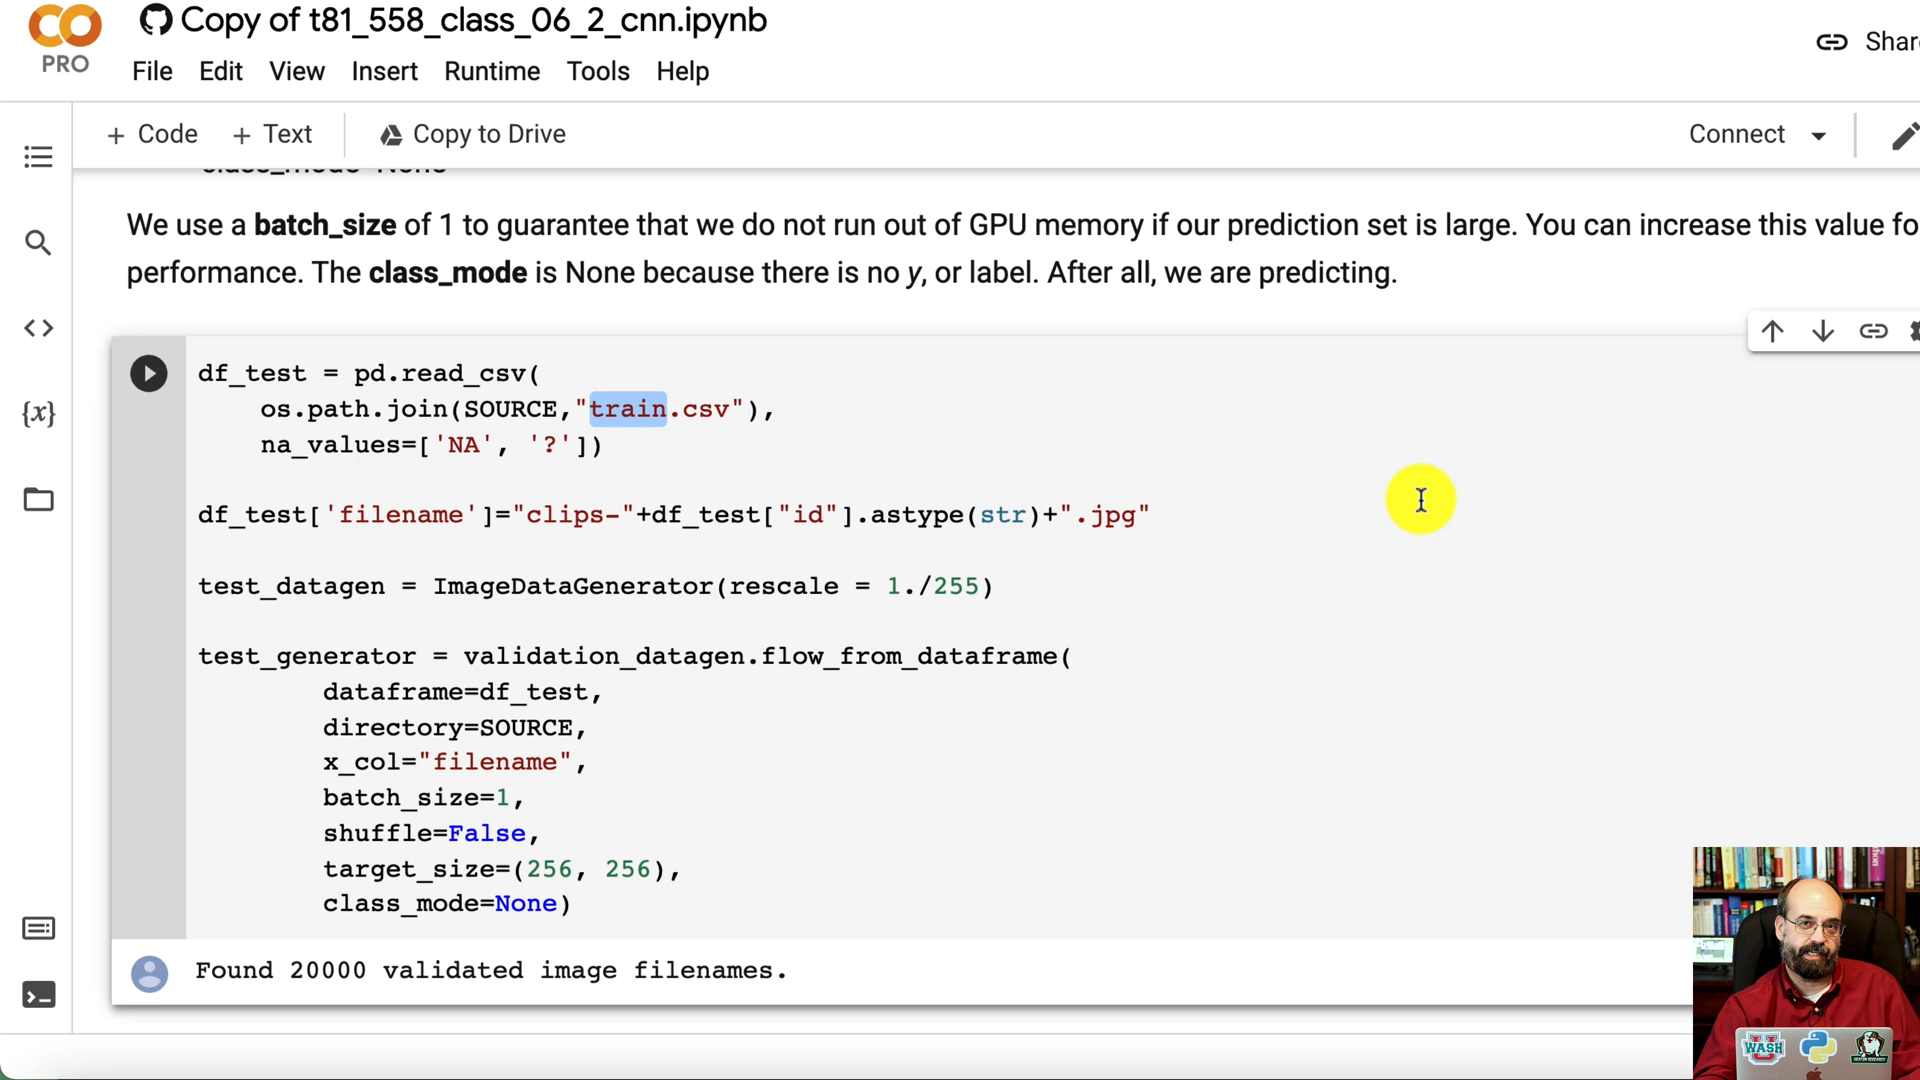 Copy of t81_558_class_06_2_cnn.ipynb
PRO
File Edit View Insert Runtime Tools Help
Shar
+ Code + Text Copy to Drive
Connect
class_mode None
We use a batch_size of 1 to guarantee that we do not run out of GPU memory if our prediction set is large. You can increase this value fo
performance. The class_mode is None because there is no y, or label. After all, we are predicting.
df_test = pd.read_csv(
    os.path.join(SOURCE,"train.csv"),
    na_values=['NA', '?'])
df_test['filename']="clips-"+df_test["id"].astype(str)+".jpg"
test_datagen = ImageDataGenerator(rescale = 1./255)
test_generator = validation_datagen.flow_from_dataframe(
        dataframe=df_test,
        directory=SOURCE,
        x_col="filename",
        batch_size=1,
        shuffle=False,
        target_size=(256, 256),
        class_mode=None)
Found 20000 validated image filenames.
{x}
WASH